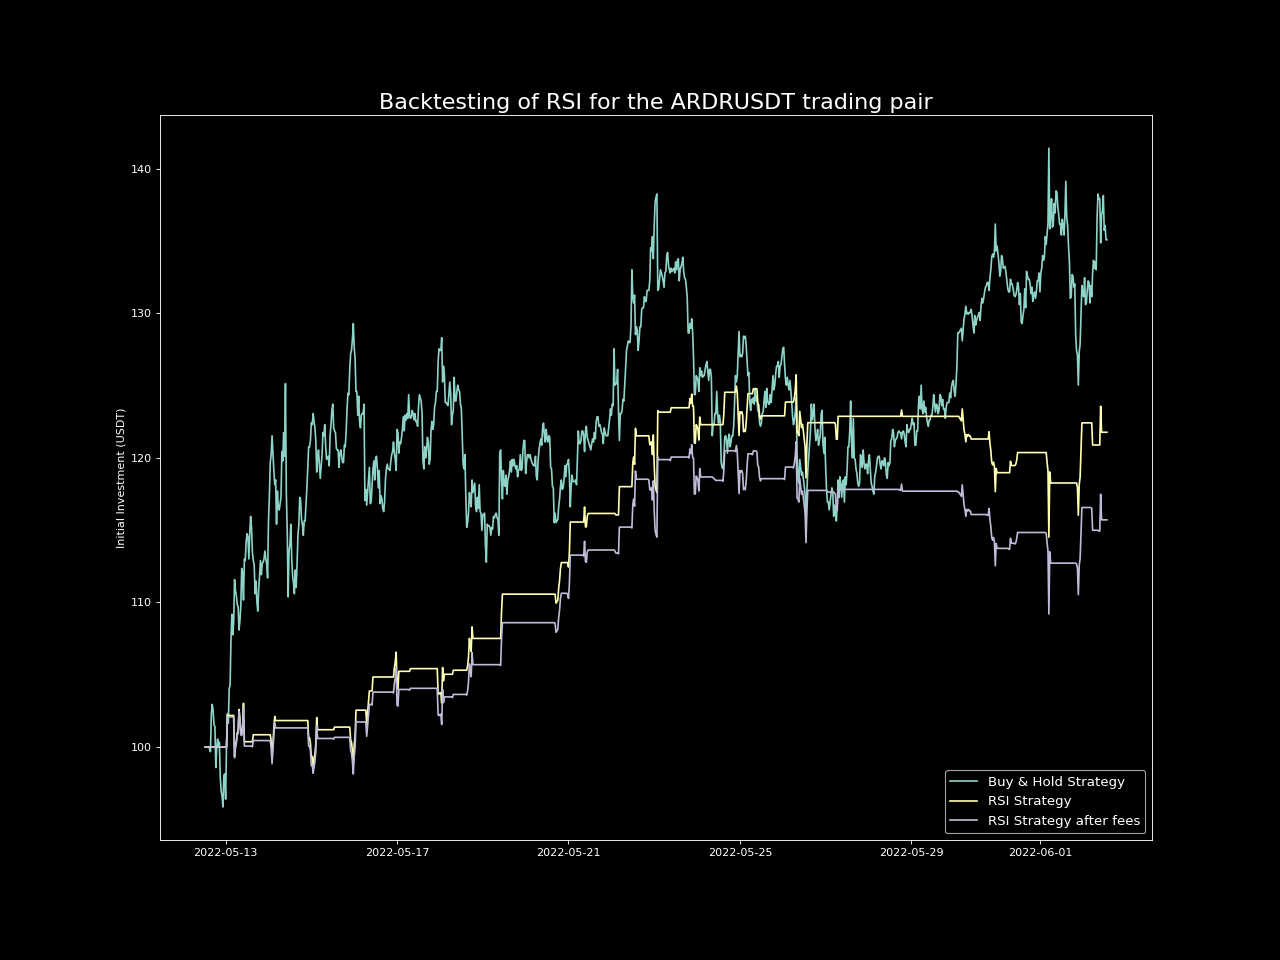 Backtesting of RSI for the ARDRUSDT trading pair
Initial Investment (USDT)
140
130
120
110
100
2022-05-13
2022-05-17
2022-05-21
2022-05-25
2022-05-29
2022-06-01
Buy & Hold Strategy
RSI Strategy
RSI Strategy after fees